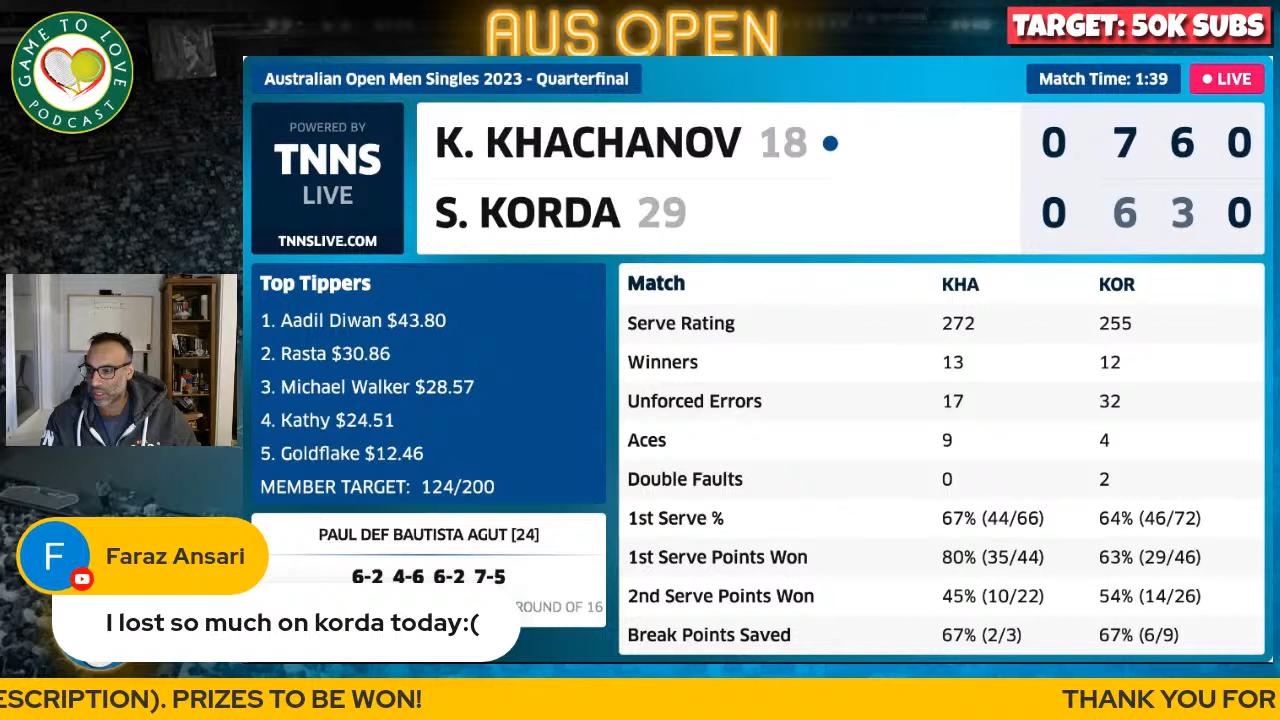 AUS OPEN
TARGET: 50K SUBS
GAME TO LOVE
PODCAST
Australian Open Men Singles 2023 - Quarterfinal
Match Time: 1:39
LIVE
POWERED BY
TNNS
LIVE
TNNSLIVE.COM
K. KHACHANOV 18 0 7 6 0
S. KORDA 29 0 6 3 0
Top Tippers
1. Aadil Diwan $43.80
2. Rasta $30.86
3. Michael Walker $28.57
4. Kathy $24.51
5. Goldflake $12.46
MEMBER TARGET: 124/200
PAUL DEF BAUTISTA AGUT [24]
6-2 4-6 6-2 7-5
ROUND OF 16
Match KHA KOR
Serve Rating 272 255
Winners 13 12
Unforced Errors 17 32
Aces 9 4
Double Faults 0 2
1st Serve % 67% (44/66) 64% (46/72)
1st Serve Points Won 80% (35/44) 63% (29/46)
2nd Serve Points Won 45% (10/22) 54% (14/26)
Break Points Saved 67% (2/3) 67% (6/9)
F
Faraz Ansari
I lost so much on korda today:(
ESCRIPTION). PRIZES TO BE WON! THANK YOU FOR